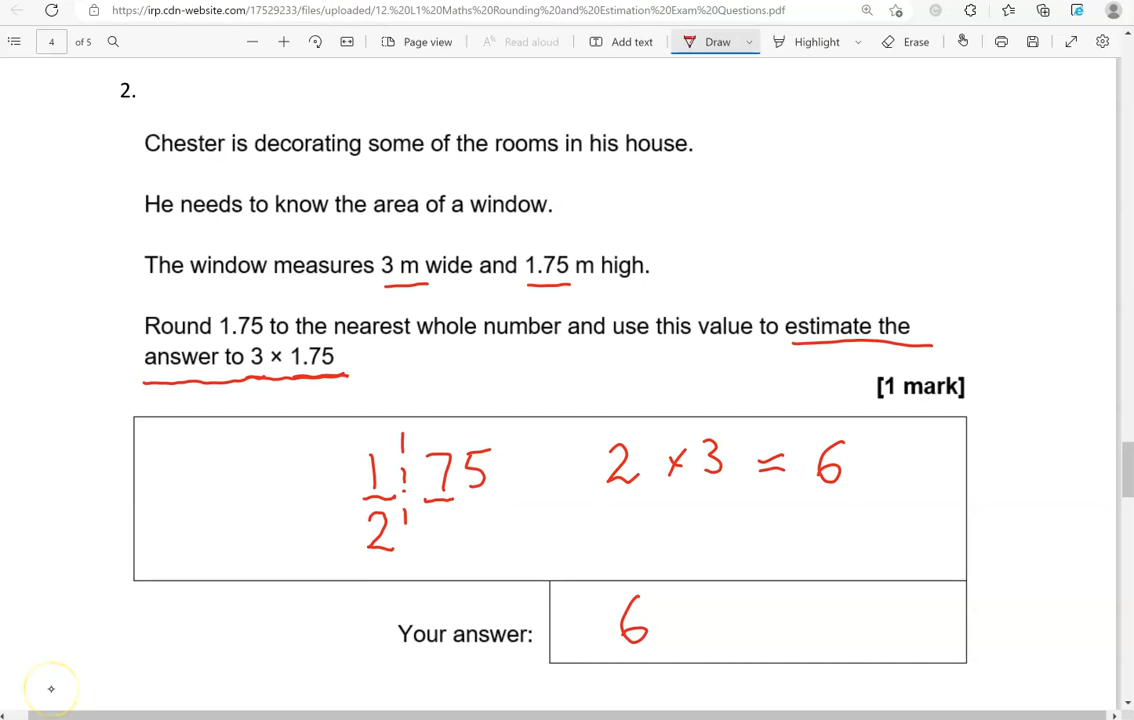 https://irp.cdn-website.com/17529233/files/uploaded/12.%20L1%20Maths%20Rounding%20and%20Estimation%20Exam%20Questions.pdf
4 of 5 Page view Read aloud Add text Draw Highlight Erase
2.
Chester is decorating some of the rooms in his house.
He needs to know the area of a window.
The window measures 3 m wide and 1.75 m high.
Round 1.75 to the nearest whole number and use this value to estimate the
answer to 3 × 1.75
[1 mark]
1 75 2 × 3 ≈ 6
2
Your answer: 6